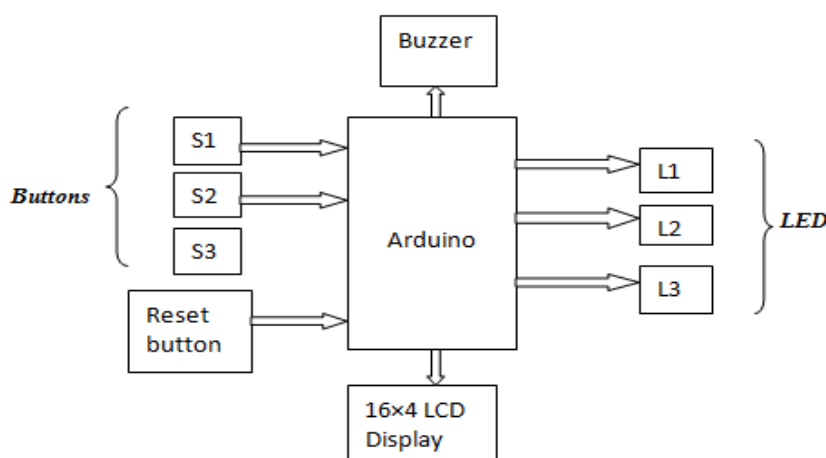 Buzzer
Buttons
S1
S2
S3
Reset
button
Arduino
L1
L2
L3
LED
16×4 LCD
Display